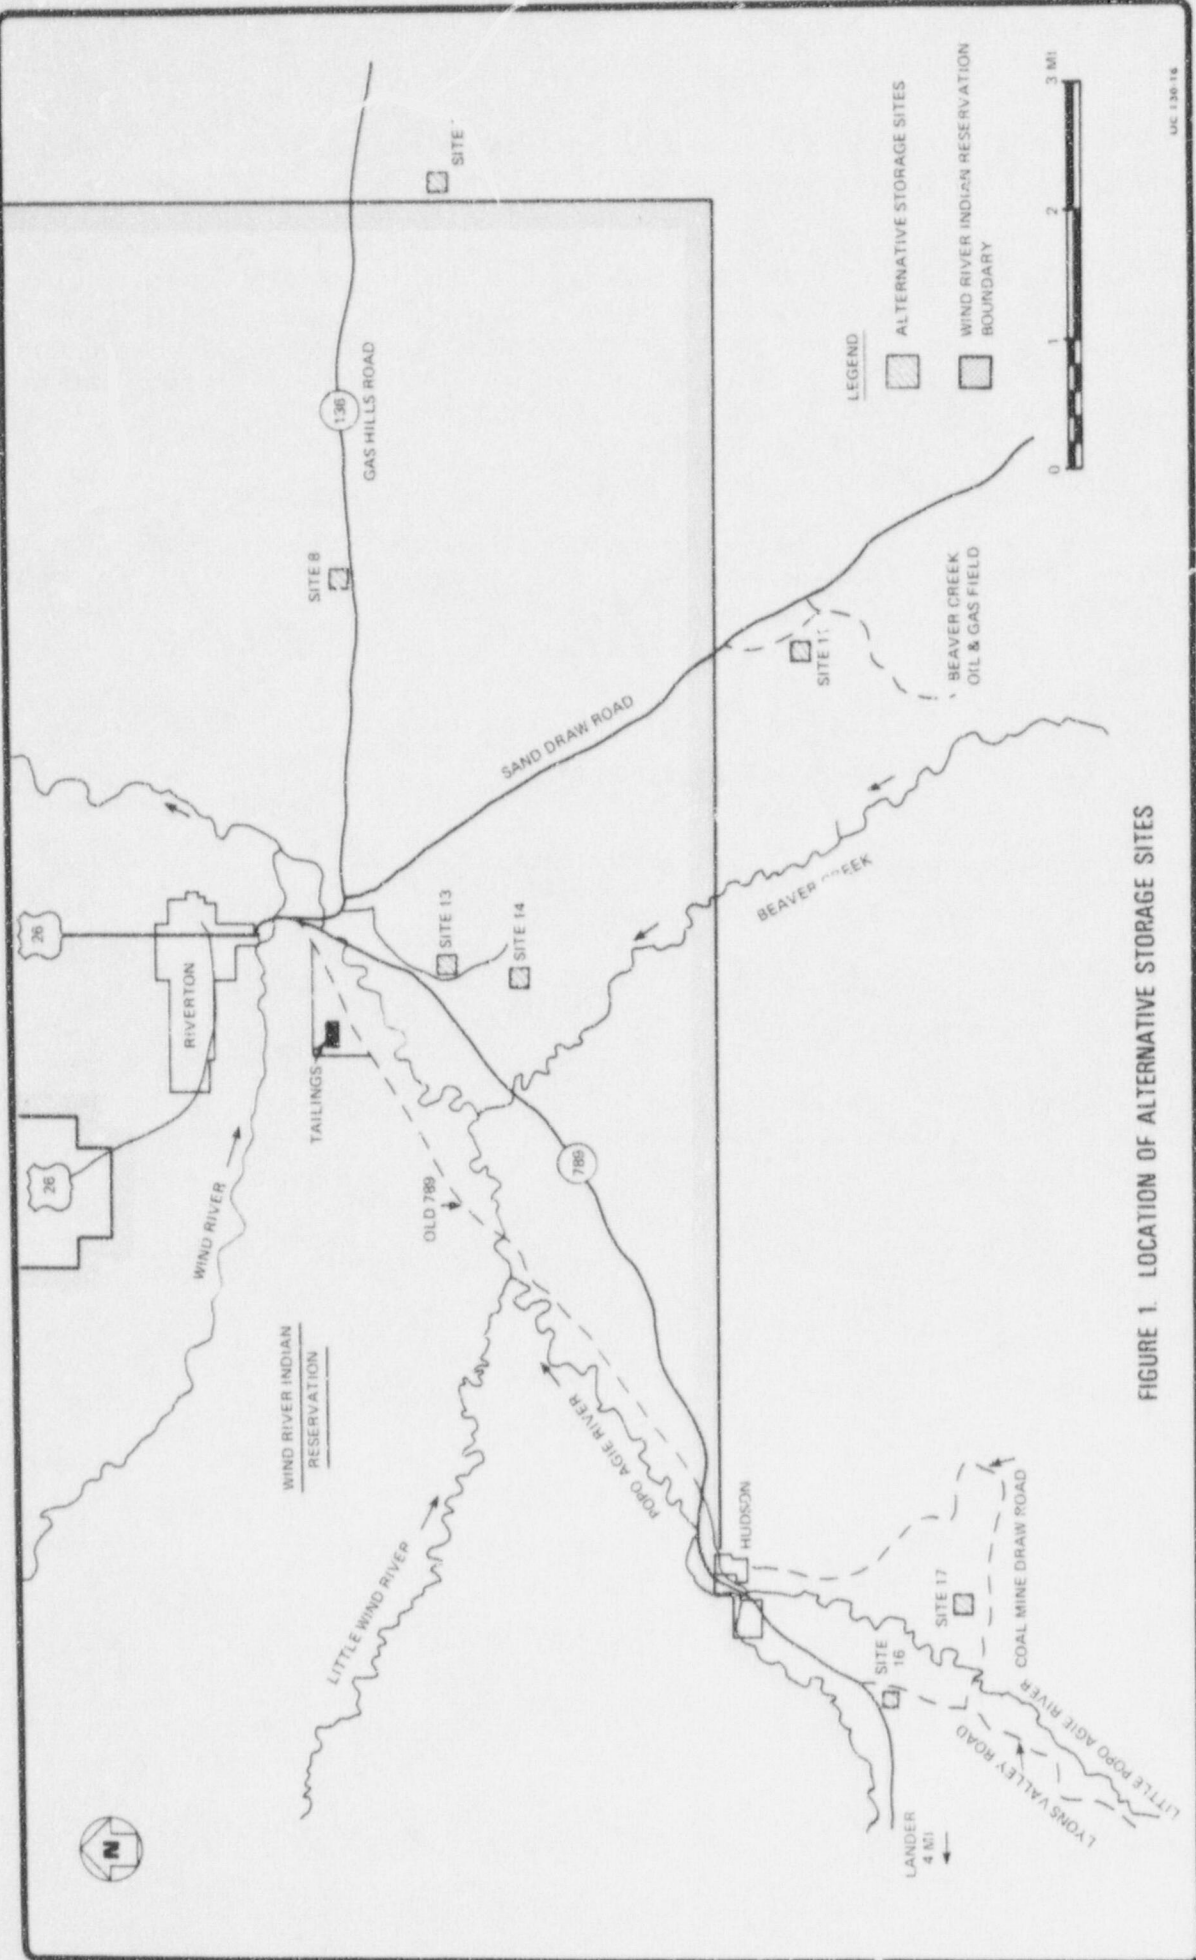 N
26
26
RIVERTON
WIND RIVER
TAILINGS
WIND RIVER INDIAN
RESERVATION
OLD 789
LITTLE WIND RIVER
POPO AGIE RIVER
789
SITE 13
SITE 14
SITE 8
136
GAS HILLS ROAD
SITE
SAND DRAW ROAD
BEAVER
SITE
BEAVER CREEK
OIL & GAS FIELD
HUDSON
SITE
16
SITE 17
COAL MINE DRAW ROAD
LYONS VALLEY ROAD
LITTLE POPO AGIE RIVER
LANDER
4 MI
LEGEND
ALTERNATIVE STORAGE SITES
WIND RIVER INDIAN RESERVATION
BOUNDARY
0 1 2 3 MI
FIGURE 1. LOCATION OF ALTERNATIVE STORAGE SITES
UC 130-16